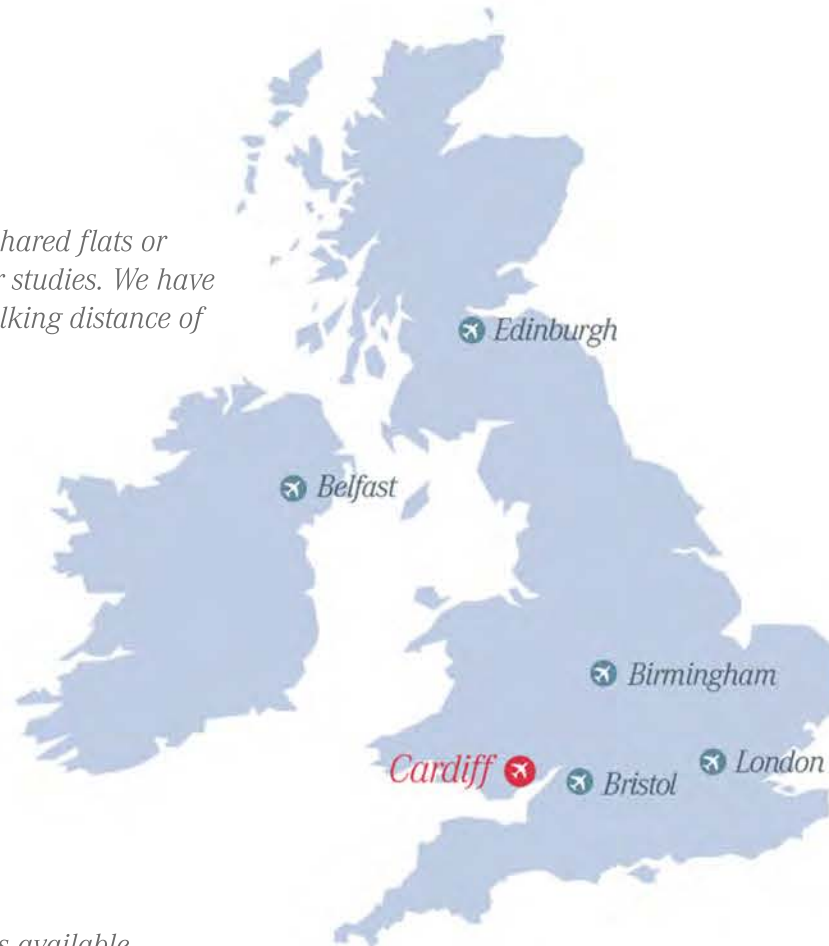 hared flats or
r studies. We have
lking distance of
Edinburgh
Belfast
Birmingham
Cardiff
Bristol
London
s available